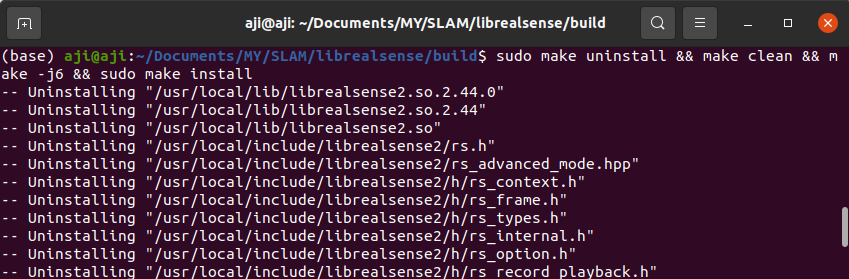 aji@aji: ~/Documents/MY/SLAM/librealsense/build
(base) aji@aji:~/Documents/MY/SLAM/librealsense/build$ sudo make uninstall && make clean && m
ake -j6 && sudo make install
-- Uninstalling "/usr/local/lib/librealsense2.so.2.44.0"
-- Uninstalling "/usr/local/lib/librealsense2.so.2.44"
-- Uninstalling "/usr/local/lib/librealsense2.so"
-- Uninstalling "/usr/local/include/librealsense2/rs.h"
-- Uninstalling "/usr/local/include/librealsense2/rs_advanced_mode.hpp"
-- Uninstalling "/usr/local/include/librealsense2/h/rs_context.h"
-- Uninstalling "/usr/local/include/librealsense2/h/rs_frame.h"
-- Uninstalling "/usr/local/include/librealsense2/h/rs_types.h"
-- Uninstalling "/usr/local/include/librealsense2/h/rs_internal.h"
-- Uninstalling "/usr/local/include/librealsense2/h/rs_option.h"
-- Uninstalling "/usr/local/include/librealsense2/h/rs_record_playback.h"